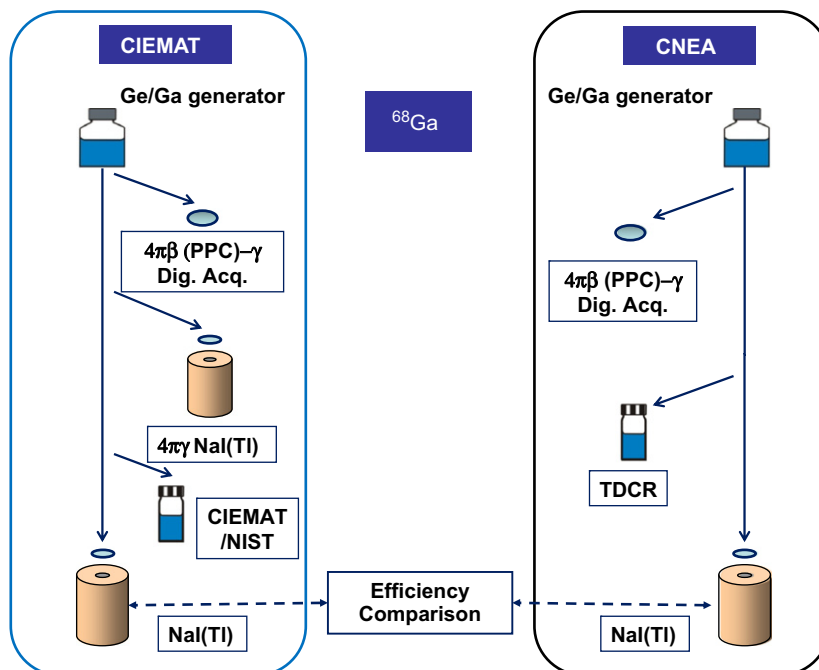 CIEMAT
Ge/Ga generator
4πβ (PPC)–γ
Dig. Acq.
4πγ NaI(Tl)
CIEMAT
/NIST
NaI(Tl)
⁶⁸Ga
Efficiency
Comparison
CNEA
Ge/Ga generator
4πβ (PPC)–γ
Dig. Acq.
TDCR
NaI(Tl)